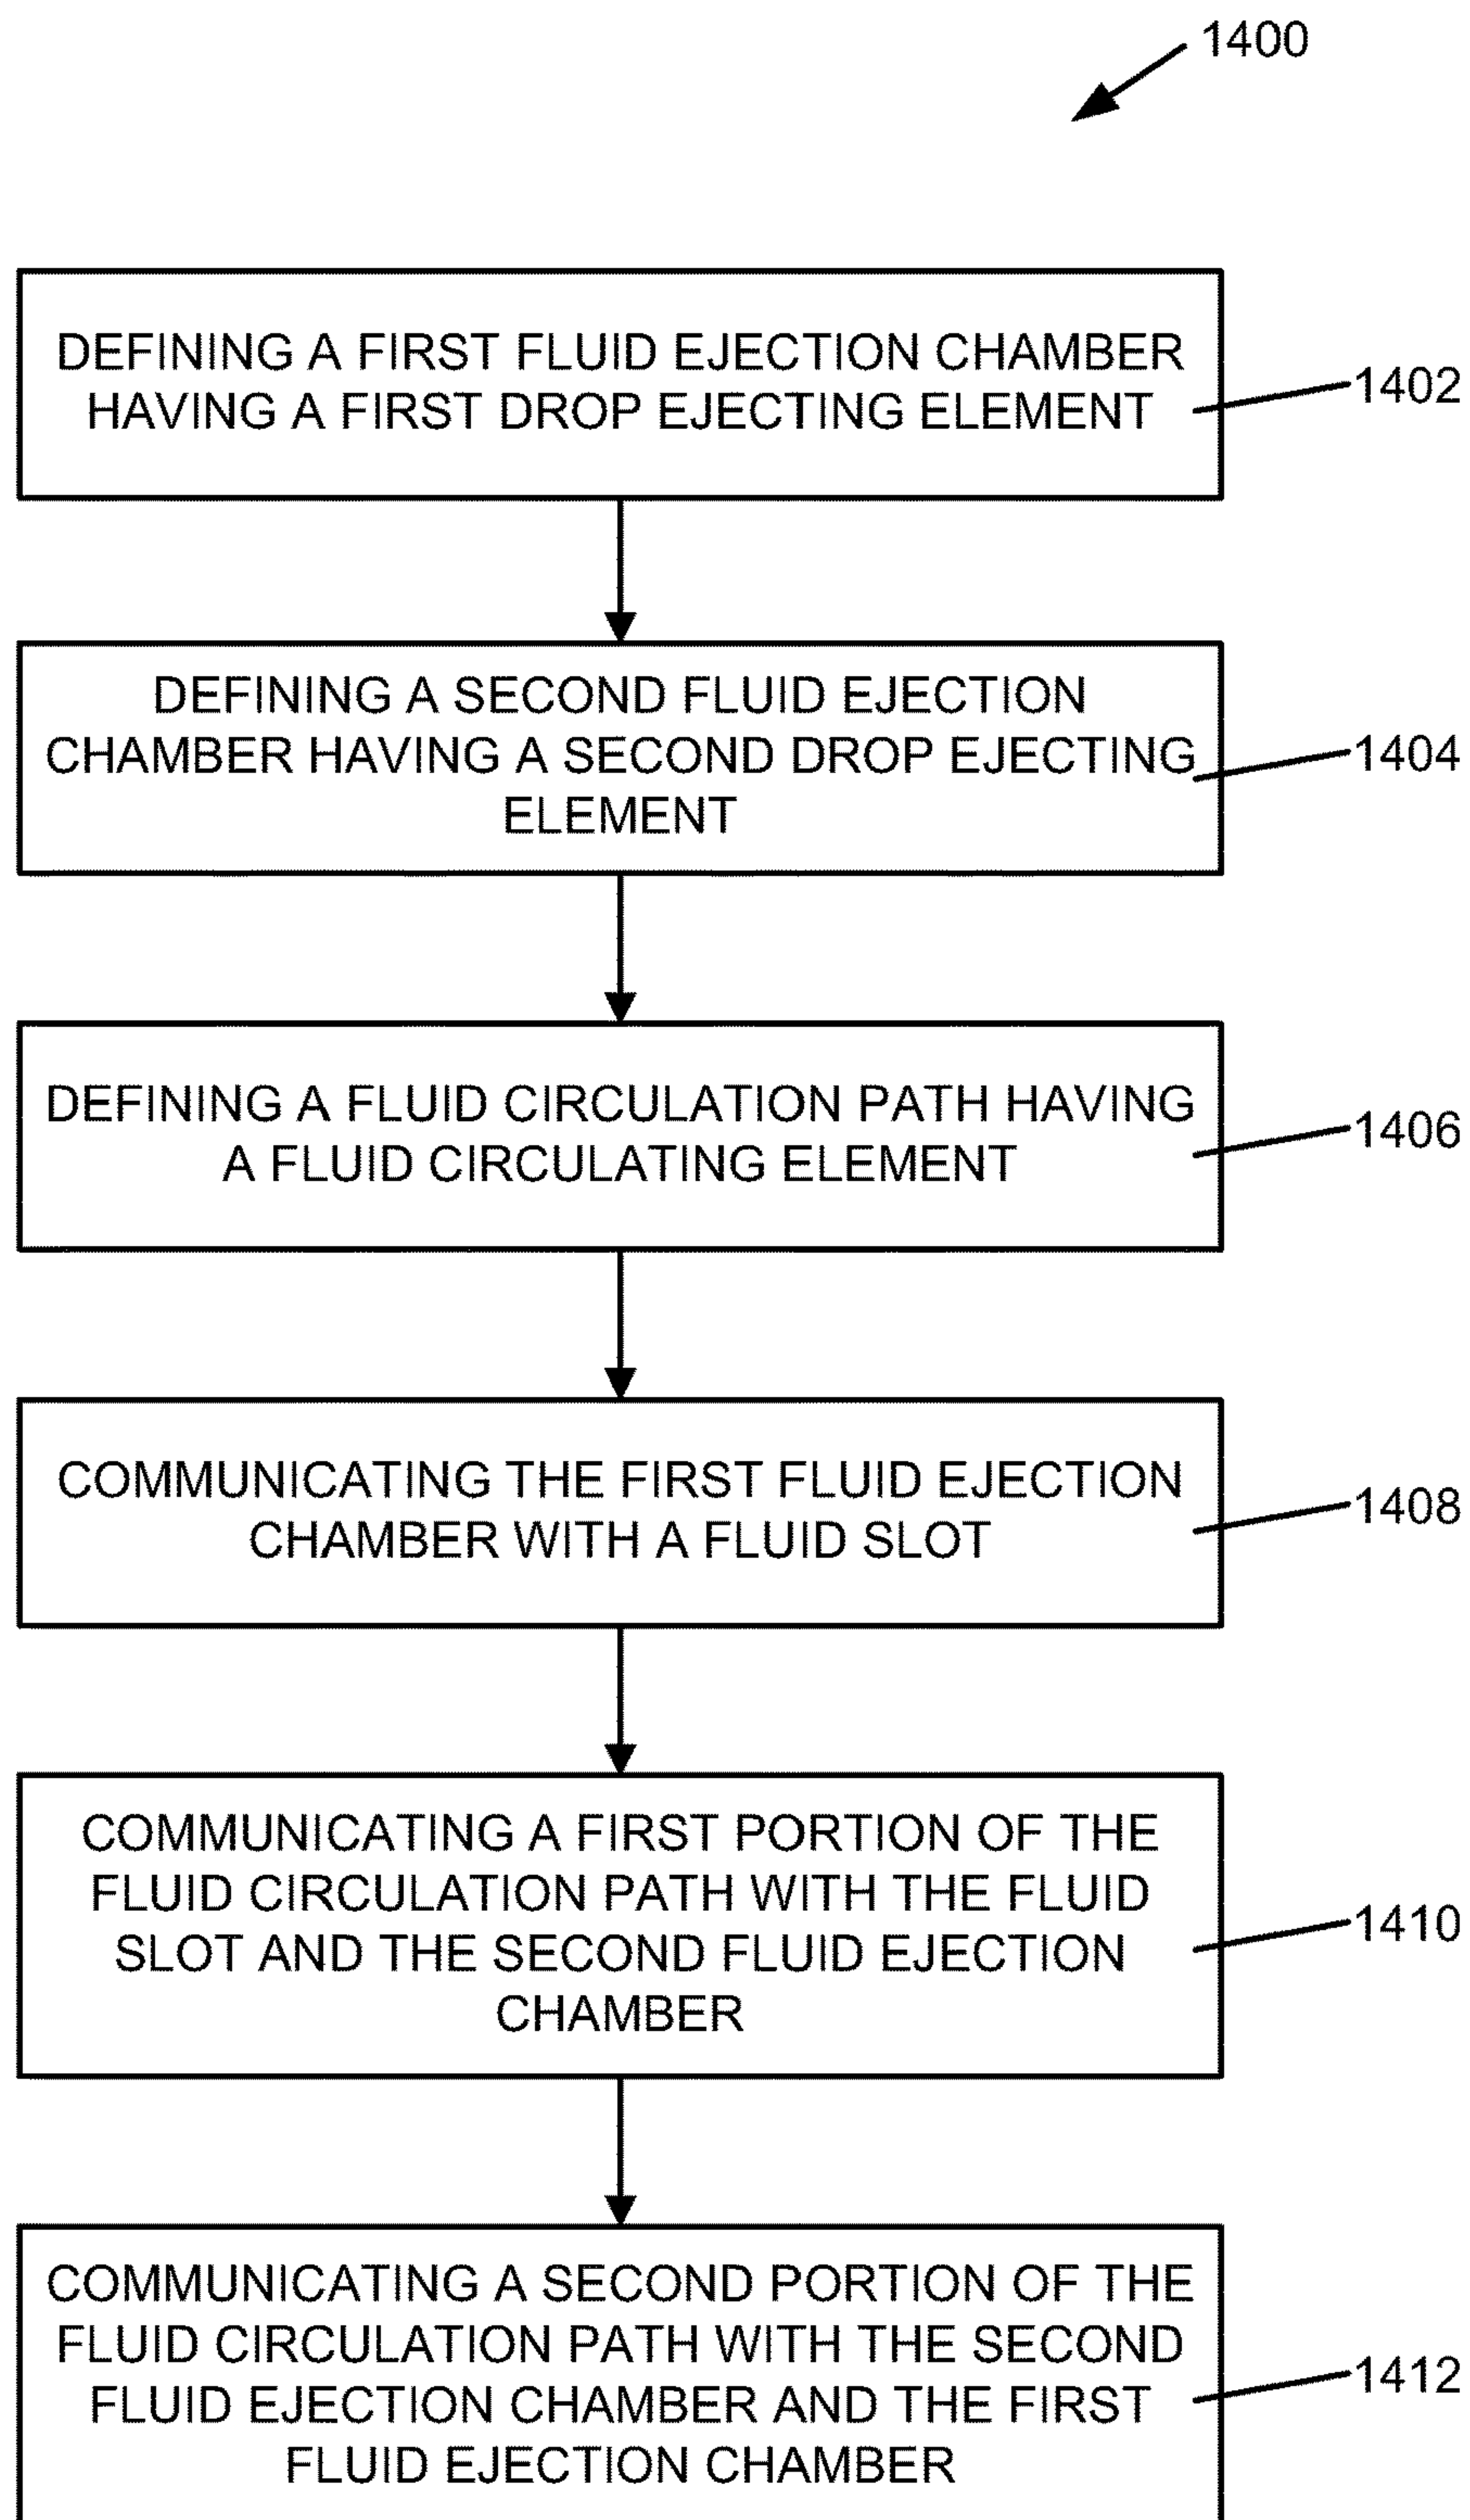 1400
DEFINING A FIRST FLUID EJECTION CHAMBER
HAVING A FIRST DROP EJECTING ELEMENT
1402
DEFINING A SECOND FLUID EJECTION
CHAMBER HAVING A SECOND DROP EJECTING
ELEMENT
1404
DEFINING A FLUID CIRCULATION PATH HAVING
A FLUID CIRCULATING ELEMENT
1406
COMMUNICATING THE FIRST FLUID EJECTION
CHAMBER WITH A FLUID SLOT
1408
COMMUNICATING A FIRST PORTION OF THE
FLUID CIRCULATION PATH WITH THE FLUID
SLOT AND THE SECOND FLUID EJECTION
CHAMBER
1410
COMMUNICATING A SECOND PORTION OF THE
FLUID CIRCULATION PATH WITH THE SECOND
FLUID EJECTION CHAMBER AND THE FIRST
FLUID EJECTION CHAMBER
1412